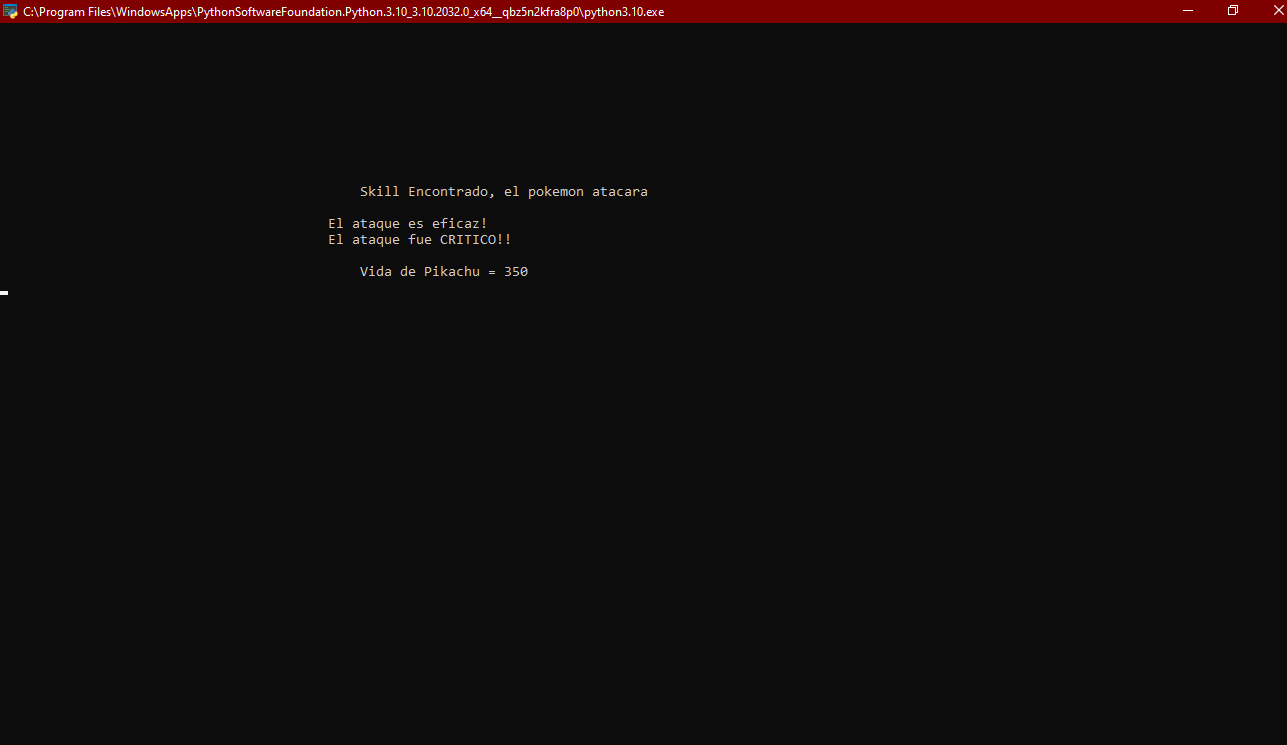 C:\Program Files\WindowsApps\PythonSoftwareFoundation.Python.3.10_3.10.2032.0_x64__qbz5n2kfra8p0\python3.10.exe
Skill Encontrado, el pokemon atacara
El ataque es eficaz!
El ataque fue CRITICO!!
Vida de Pikachu = 350